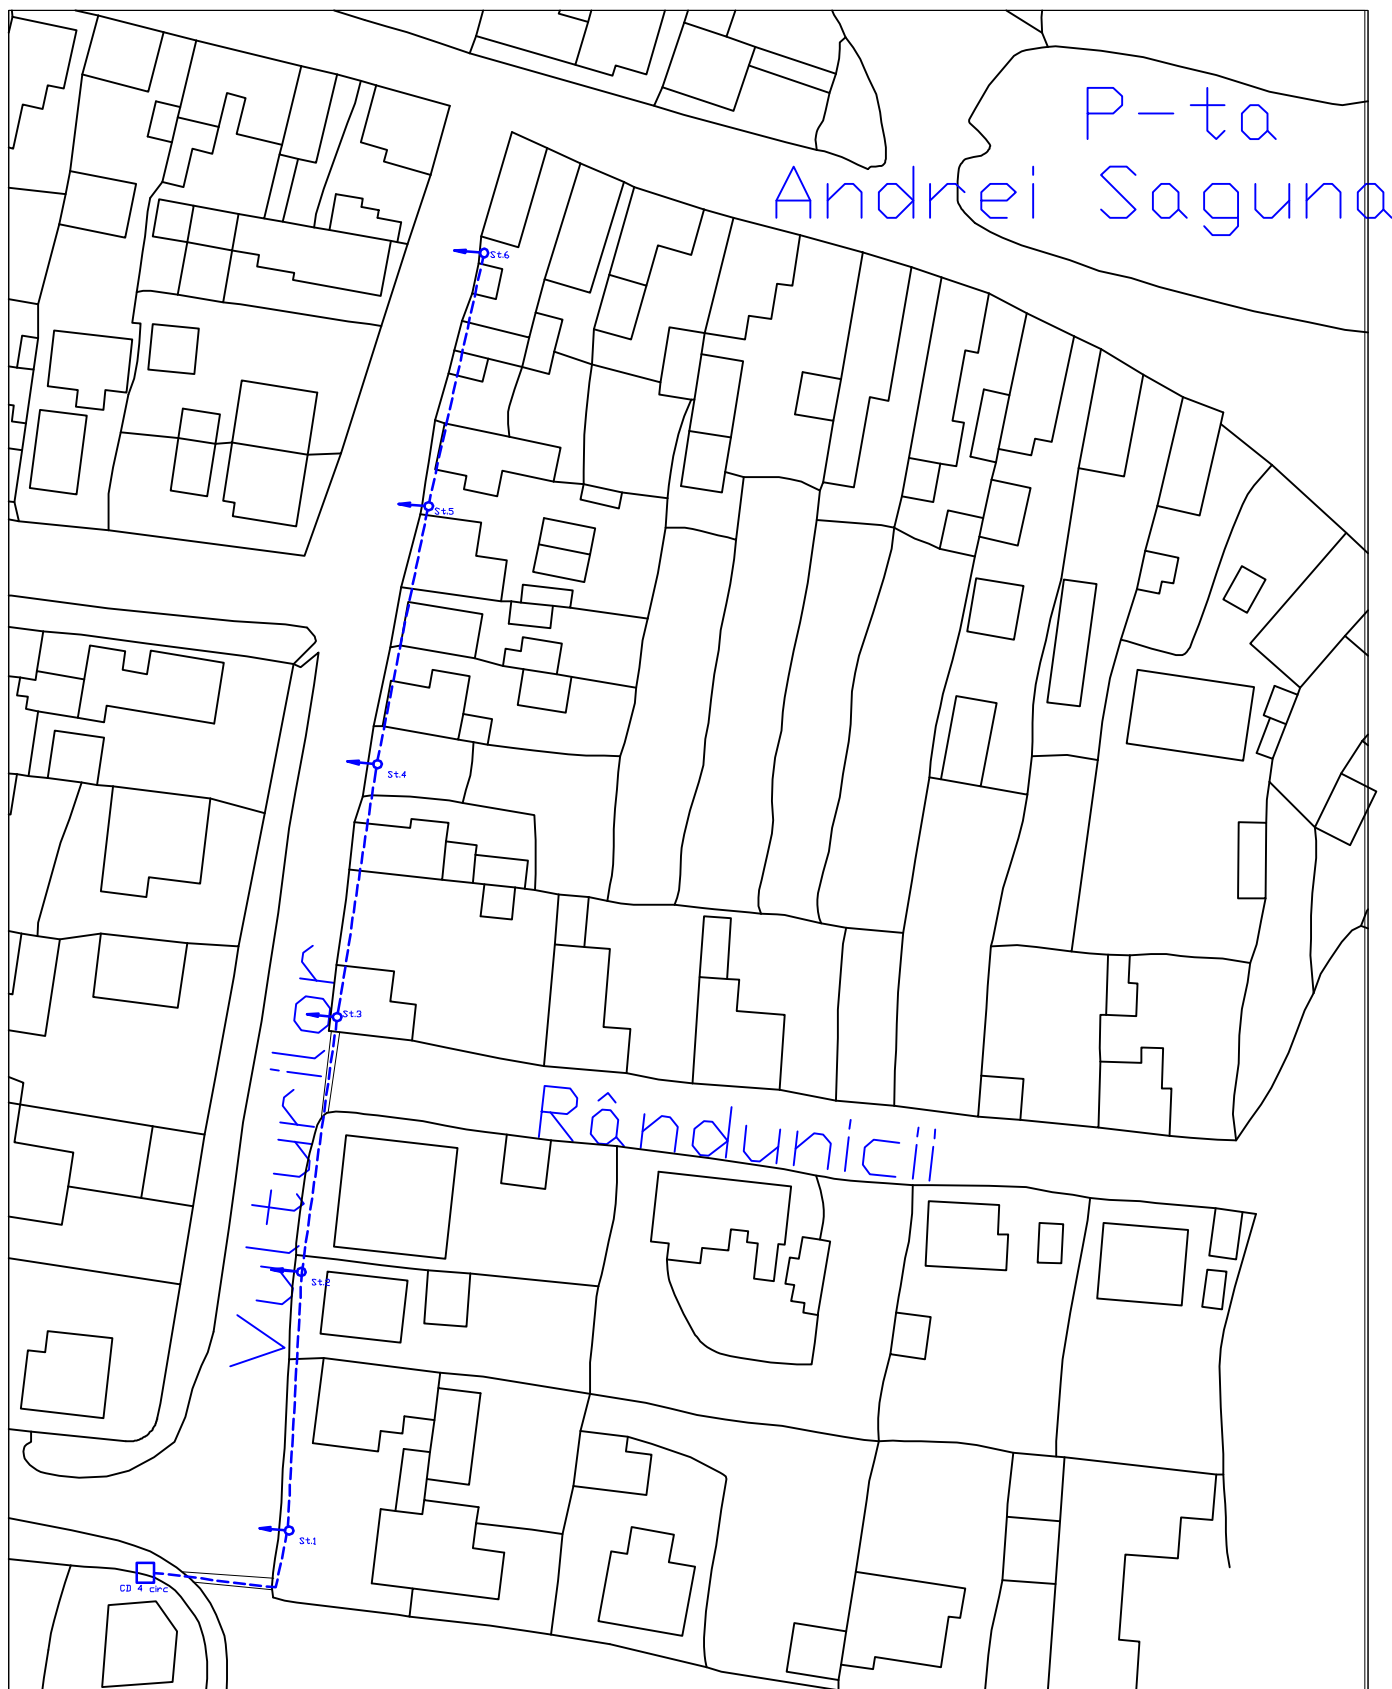 P-ta
Andrei Saguna
St.6
St.5
St.4
St.3
Vulturilor
Rândunicii
St.2
St.1
CD 4 circ